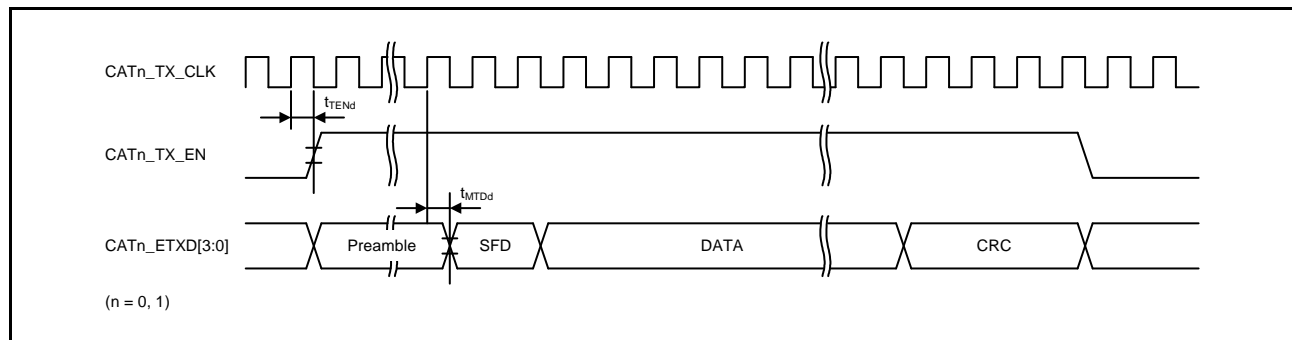 CATn_TX_CLK
tTENd
CATn_TX_EN
tMTDd
CATn_ETXD[3:0]
Preamble
SFD
DATA
CRC
(n = 0, 1)